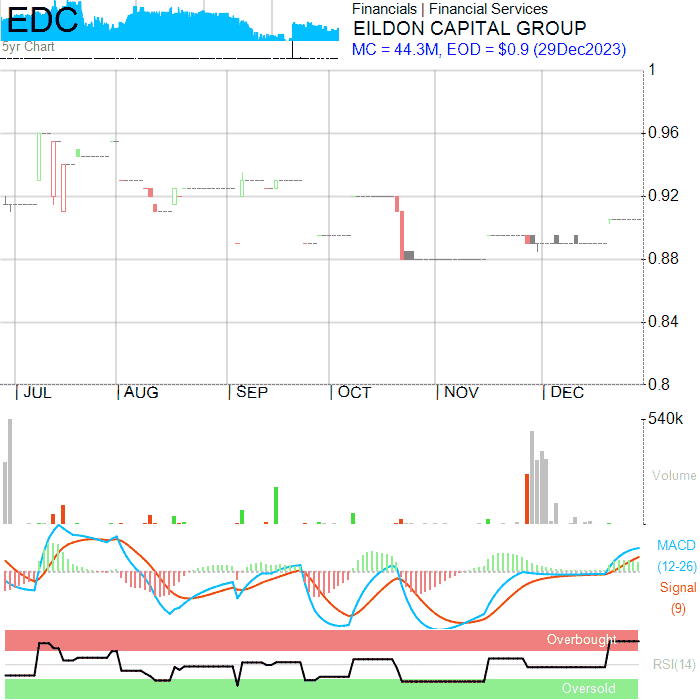 EDC
5yr Chart
Financials | Financial Services
EILDON CAPITAL GROUP
MC = 44.3M, EOD = $0.9 (29Dec2023)
1
0.96
0.92
0.88
0.84
0.8
JUL AUG SEP OCT NOV DEC
540k
Volume
MACD
(12-26)
Signal
(9)
Overbought
RSI(14)
Oversold